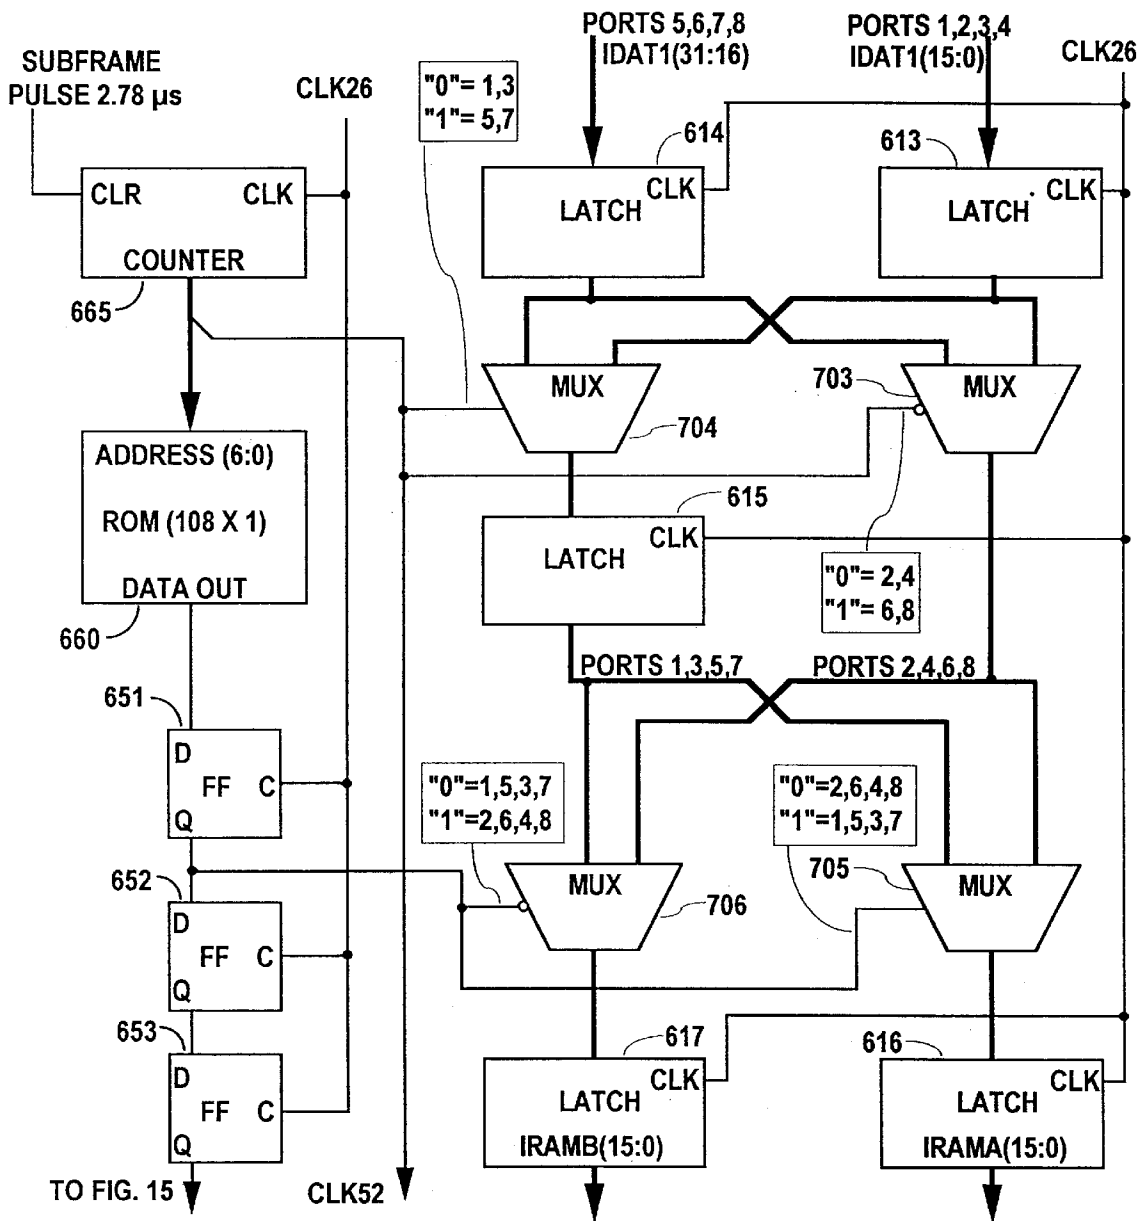 SUBFRAME
PULSE 2.78 µs
CLK26
"0"= 1,3
"1"= 5,7
PORTS 5,6,7,8
IDAT1(31:16)
PORTS 1,2,3,4
IDAT1(15:0)
CLK26
CLR
CLK
COUNTER
665
614
CLK
LATCH
613
CLK
LATCH
MUX
704
703
MUX
ADDRESS (6:0)
ROM (108 X 1)
DATA OUT
660
615
CLK
LATCH
"0"= 2,4
"1"= 6,8
PORTS 1,3,5,7
PORTS 2,4,6,8
651
D
FF
C
Q
"0"=1,5,3,7
"1"=2,6,4,8
"0"=2,6,4,8
"1"=1,5,3,7
MUX
706
705
MUX
652
D
FF
C
Q
653
D
FF
C
Q
617
CLK
LATCH
IRAMB(15:0)
616
CLK
LATCH
IRAMA(15:0)
TO FIG. 15
CLK52